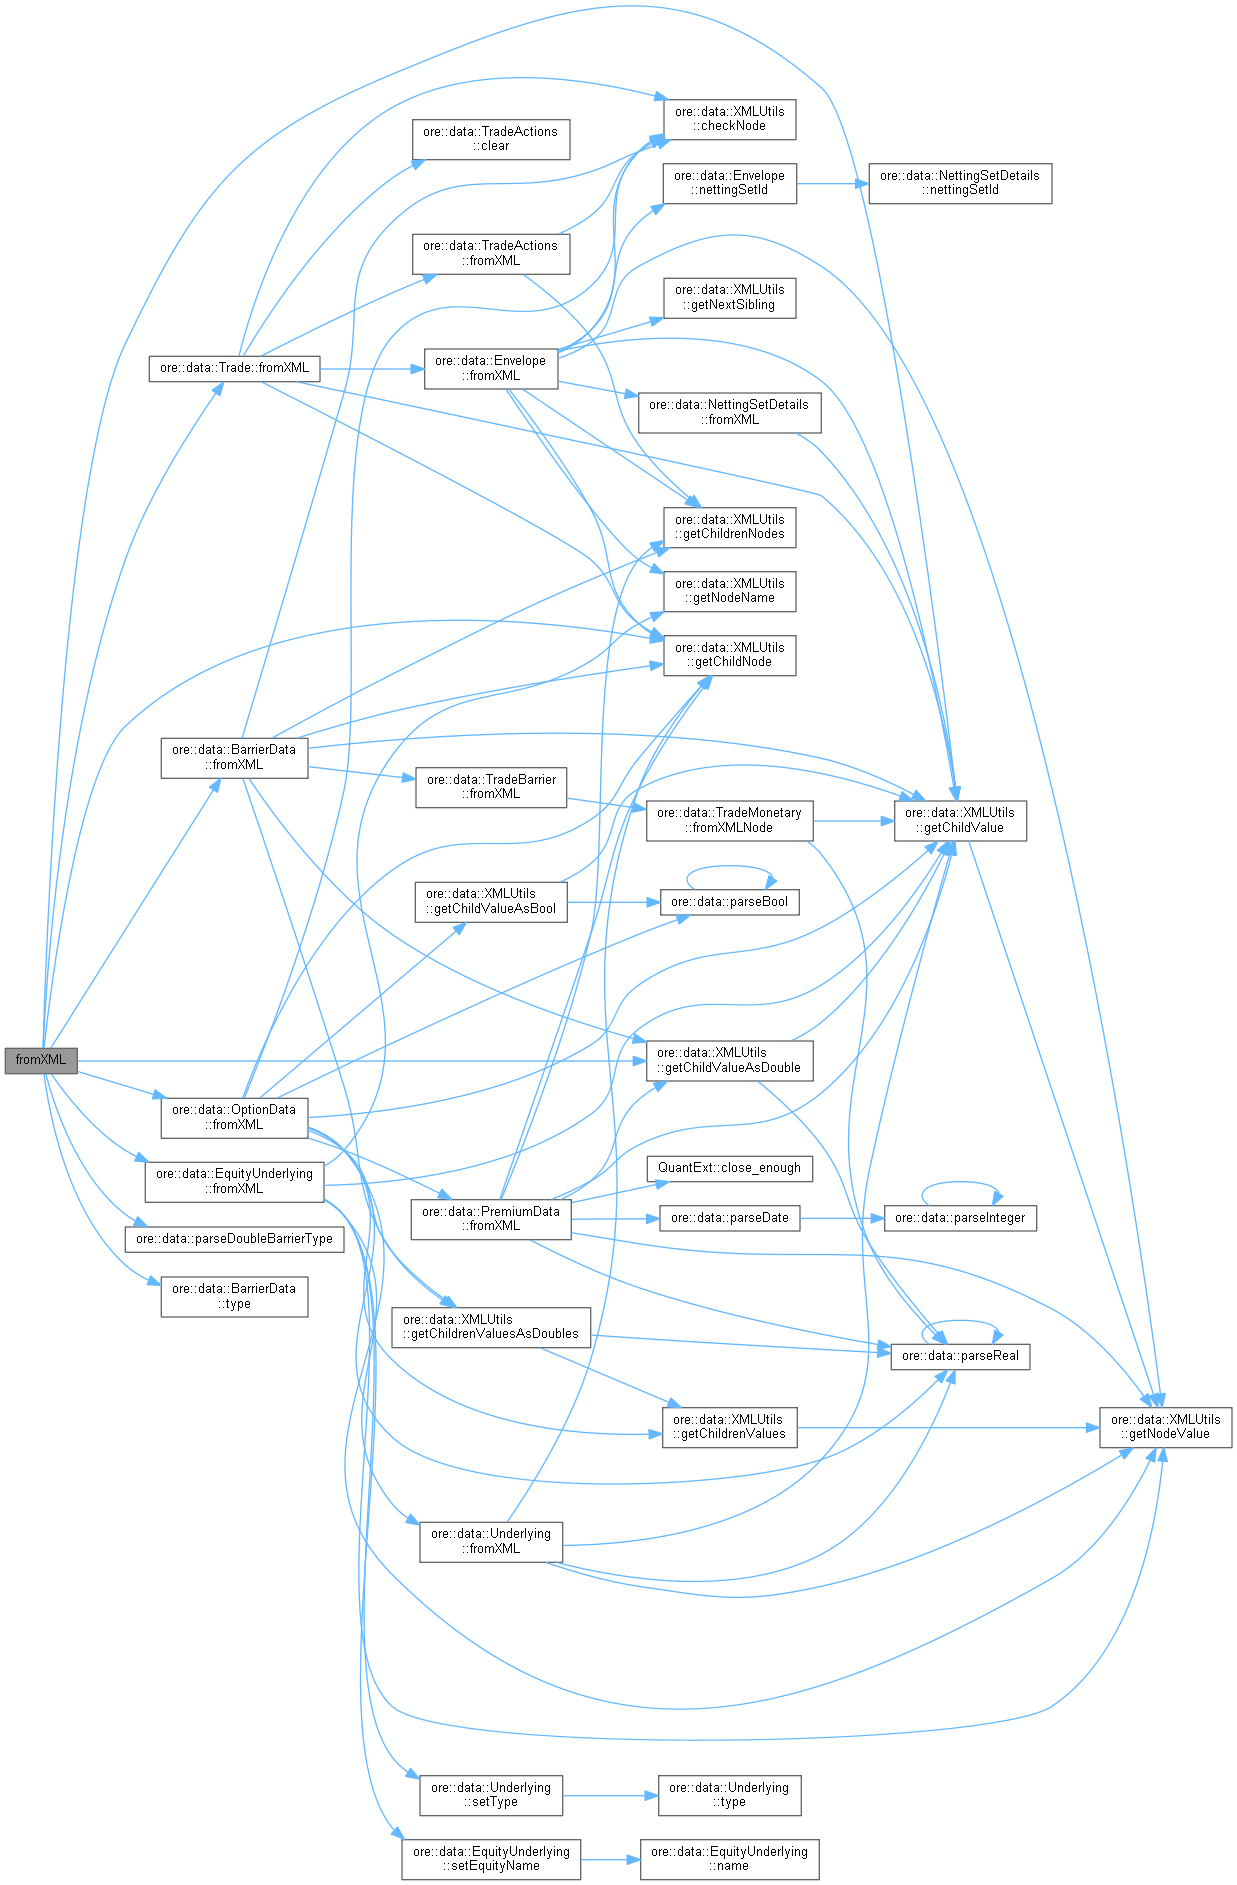 ore::data::XMLUtils
::checkNode
ore::data::TradeActions
::clear
ore::data::Envelope
::nettingSetId
ore::data::NettingSetDetails
::nettingSetId
ore::data::TradeActions
::fromXML
ore::data::XMLUtils
::getNextSibling
ore::data::Trade::fromXML
ore::data::Envelope
::fromXML
ore::data::NettingSetDetails
::fromXML
ore::data::XMLUtils
::getChildrenNodes
ore::data::XMLUtils
::getNodeName
ore::data::XMLUtils
::getChildNode
ore::data::BarrierData
::fromXML
ore::data::TradeBarrier
::fromXML
ore::data::TradeMonetary
::fromXMLNode
ore::data::XMLUtils
::getChildValue
ore::data::XMLUtils
::getChildValueAsBool
ore::data::parseBool
fromXML
ore::data::XMLUtils
::getChildValueAsDouble
ore::data::OptionData
::fromXML
ore::data::EquityUnderlying
::fromXML
QuantExt::close_enough
ore::data::PremiumData
::fromXML
ore::data::parseDate
ore::data::parseInteger
ore::data::parseDoubleBarrierType
ore::data::BarrierData
::type
ore::data::XMLUtils
::getChildrenValuesAsDoubles
ore::data::parseReal
ore::data::XMLUtils
::getChildrenValues
ore::data::XMLUtils
::getNodeValue
ore::data::Underlying
::fromXML
ore::data::Underlying
::setType
ore::data::Underlying
::type
ore::data::EquityUnderlying
::setEquityName
ore::data::EquityUnderlying
::name